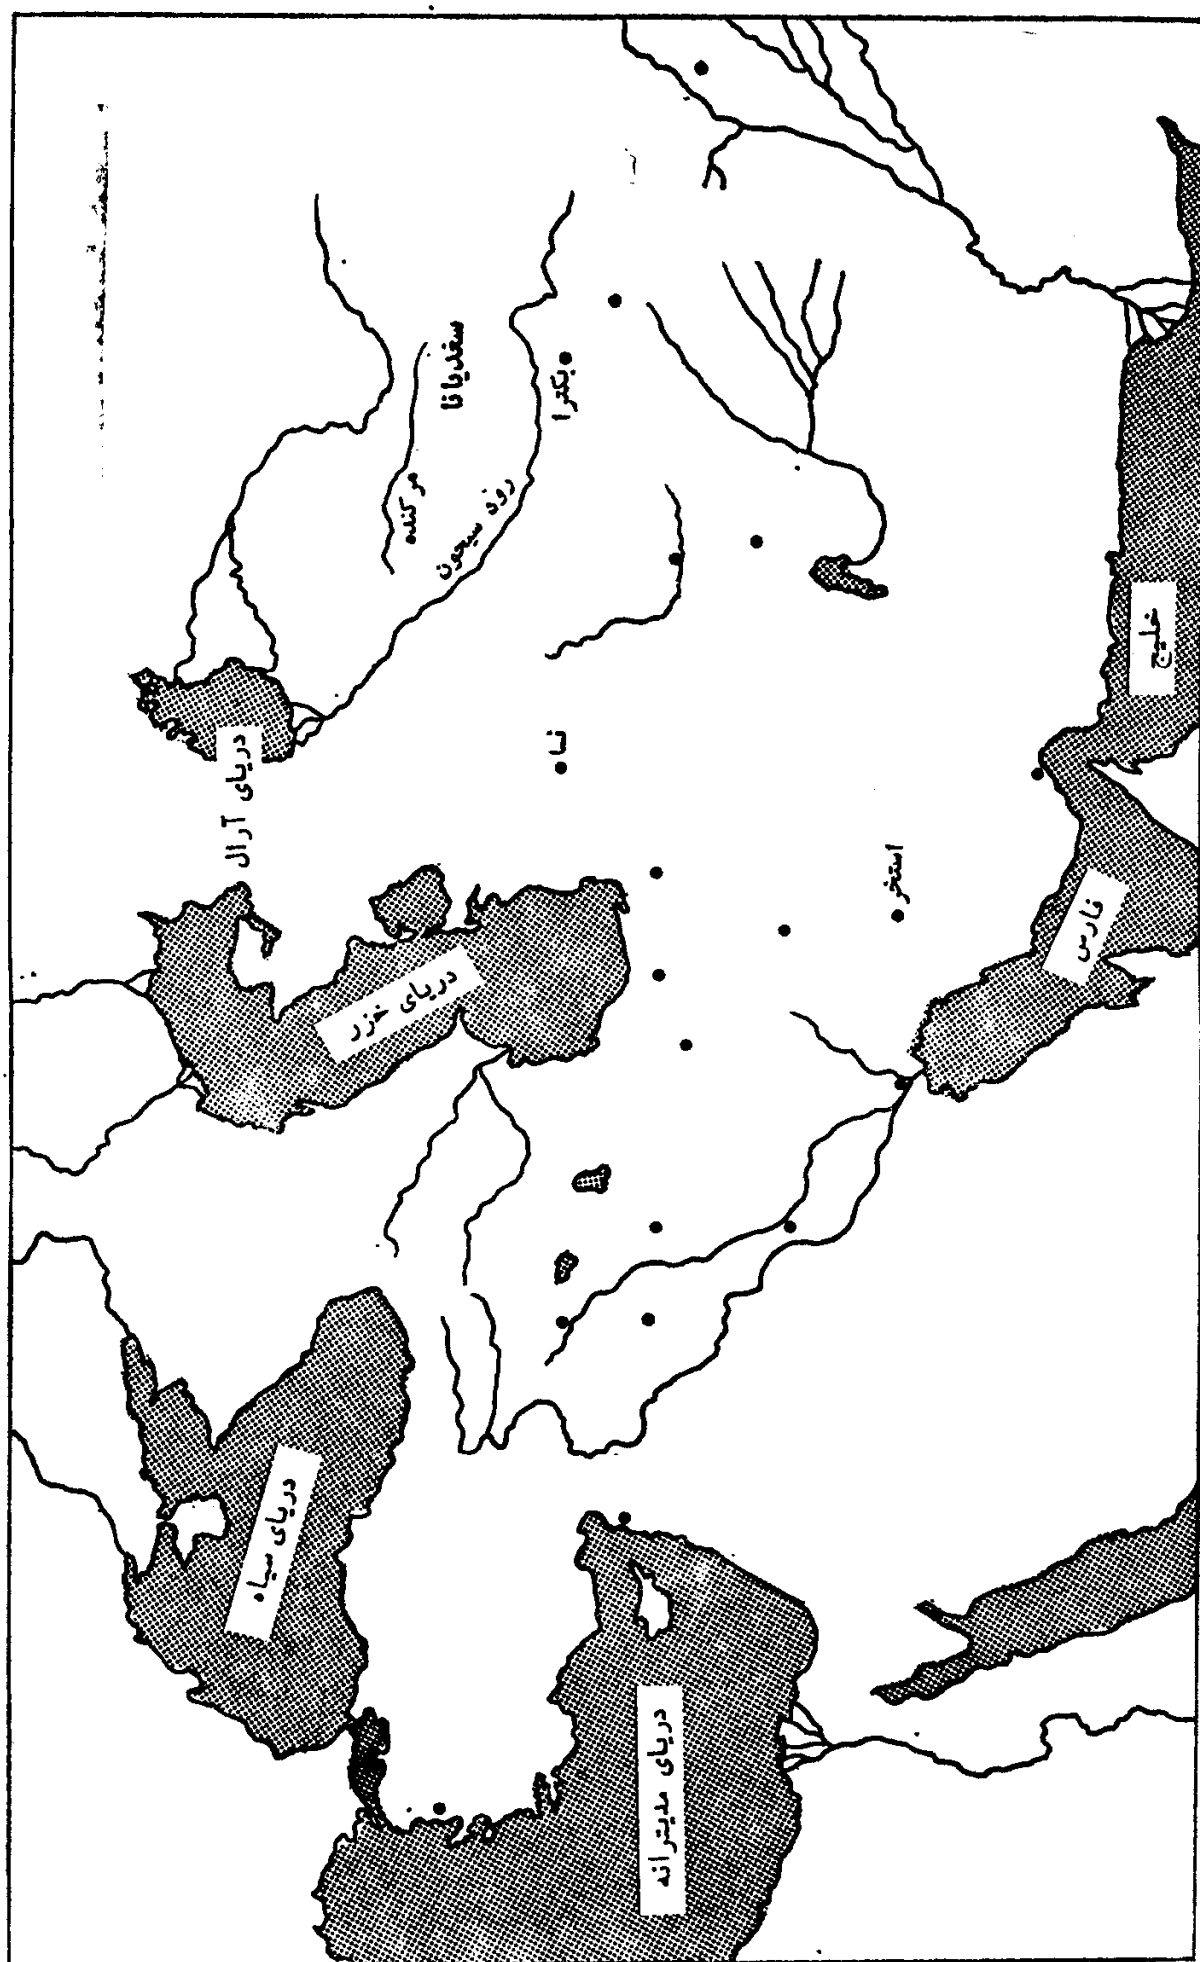 دریای سیاه
دریای خزر
دریای آرال
دریای مدیترانه
سغدیانا
مرکنده
رود سیحون
بکترا
نسا
استخر
خلیج
فارس